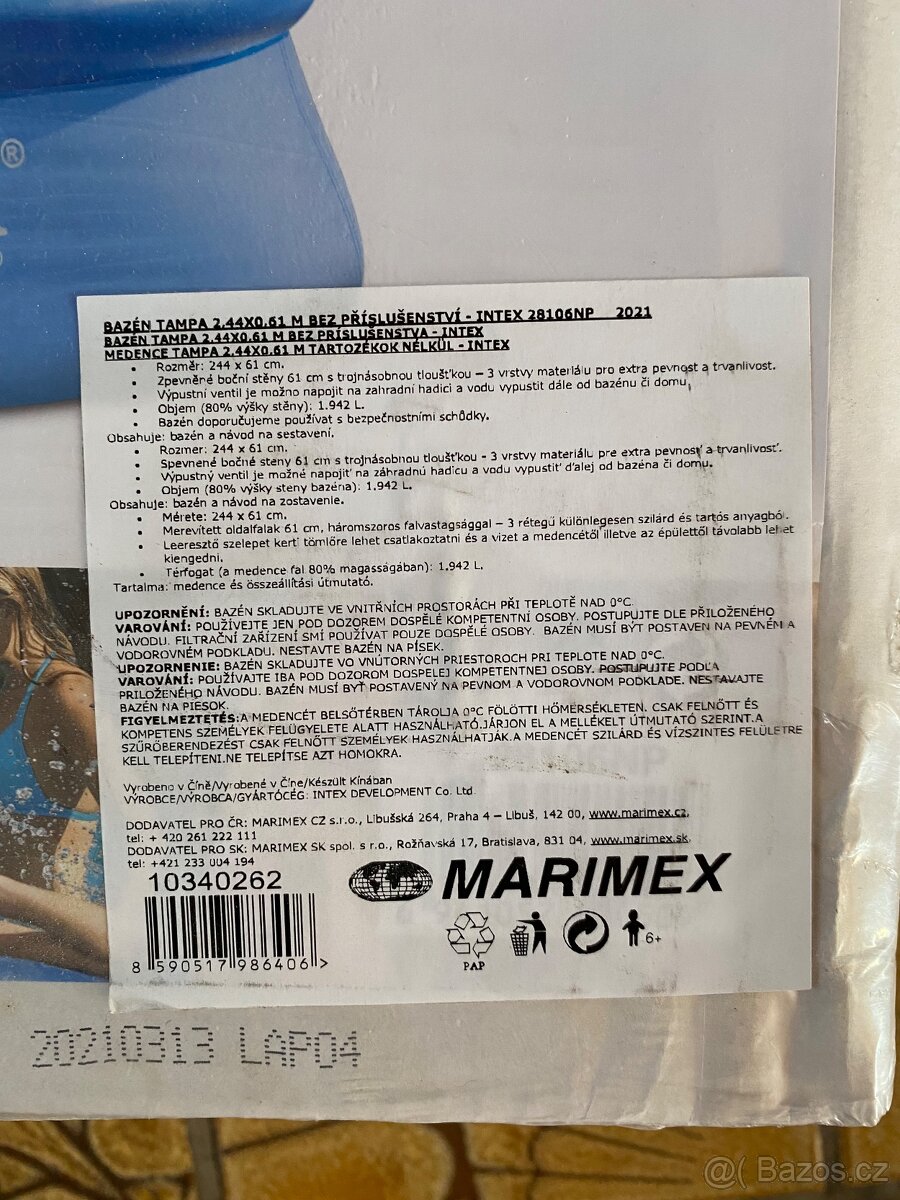 ®
BAZÉN TAMPA 2.44X0.61 M BEZ PŘÍSLUŠENSTVÍ - INTEX 28106NP 2021
BAZÉN TAMPA 2.44X0.61 M BEZ PRÍSLUŠENSTVA - INTEX
MEDENCE TAMPA 2.44X0.61 M TARTOZÉKOK NÉLKÜL - INTEX
• Rozměr: 244 x 61 cm.
• Zpevněné boční stěny 61 cm s trojnásobnou tloušťkou – 3 vrstvy materiálu pro extra pevnost a trvanlivost.
• Výpustní ventil je možno napojit na zahradní hadici a vodu vypustit dále od bazénu či domu,
• Objem (80% výšky stěny): 1.942 L.
• Bazén doporučujeme používat s bezpečnostními schůdky.
Obsahuje: bazén a návod na sestavení.
• Rozmer: 244 x 61 cm.
• Spevnené bočné steny 61 cm s trojnásobnou tloušťkou - 3 vrstvy materiálu pre extra pevnosť a trvanlivosť.
• Výpustný ventil je možné napojiť na záhradnú hadicu a vodu vypustiť ďalej od bazéna či domu.
• Objem (80% výšky steny bazéna): 1.942 L.
Obsahuje: bazén a návod na zostavenie.
• Mérete: 244 x 61 cm.
• Merevített oldalfalak 61 cm, háromszoros falvastagsággal – 3 rétegű különlegesen szilárd és tartós anyagból.
• Leeresztő szelepet kerti tömlőre lehet csatlakoztatni és a vizet a medencétől illetve az épülettől távolabb lehet
kiengedni.
• Térfogat (a medence fal 80% magasságában): 1.942 L.
Tartalma: medence és összeállítási útmutató.
UPOZORNĚNÍ: BAZÉN SKLADUJTE VE VNITŘNÍCH PROSTORÁCH PŘI TEPLOTĚ NAD 0°C.
VAROVÁNÍ: POUŽÍVEJTE JEN POD DOZOREM DOSPĚLÉ KOMPETENTNÍ OSOBY. POSTUPUJTE DLE PŘILOŽENÉHO
NÁVODU. FILTRAČNÍ ZAŘÍZENÍ SMÍ POUŽÍVAT POUZE DOSPĚLÉ OSOBY. BAZÉN MUSÍ BÝT POSTAVEN NA PEVNÉM A
VODOROVNÉM PODKLADU. NESTAVTE BAZÉN NA PÍSEK.
UPOZORNENIE: BAZÉN SKLADUJTE VO VNÚTORNÝCH PRIESTOROCH PRI TEPLOTE NAD 0°C.
VAROVÁNÍ: POUŽÍVAJTE IBA POD DOZOROM DOSPELEJ KOMPETENTNEJ OSOBY. POSTUPUJTE PODĽA
PRILOŽENÉHO NÁVODU. BAZÉN MUSÍ BYŤ POSTAVENÝ NA PEVNOM A VODOROVNOM PODKLADE. NESTAVAJTE
BAZÉN NA PIESOK.
FIGYELMEZTETÉS:A MEDENCÉT BELSŐTÉRBEN TÁROLJA 0°C FÖLÖTTI HŐMÉRSÉKLETEN. CSAK FELNŐTT ÉS
KOMPETENS SZEMÉLYEK FELÜGYELETE ALATT HASZNÁLHATÓ.JÁRJON EL A MELLÉKELT ÚTMUTATÓ SZERINT.A
SZŰRŐBERENDEZÉST CSAK FELNŐTT SZEMÉLYEK HASZNÁLHATJÁK.A MEDENCÉT SZILÁRD ÉS VÍZSZINTES FELÜLETRE
KELL TELEPÍTENI.NE TELEPÍTSE AZT HOMOKRA.
Vyrobeno v Číně/Vyrobené v Číne/Készült Kínában
VÝROBCE/VÝROBCA/GYÁRTÓCÉG: INTEX DEVELOPMENT Co. Ltd.
DODAVATEL PRO ČR: MARIMEX CZ s.r.o., Libušská 264, Praha 4 – Libuš, 142 00, www.marimex.cz,
tel: + 420 261 222 111
DODAVATEL PRO SK: MARIMEX SK spol. s r.o., Rožňavská 17, Bratislava, 831 04, www.marimex.sk,
tel: +421 233 004 194
10340262
MARIMEX
8 590517 986406 >
PAP
6+
20210313 LAP04
@( Bazos.cz